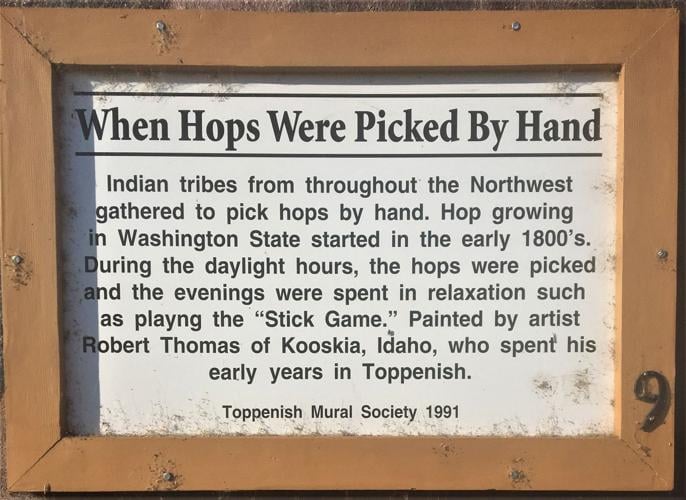 When Hops Were Picked By Hand
Indian tribes from throughout the Northwest
gathered to pick hops by hand. Hop growing
in Washington State started in the early 1800's.
During the daylight hours, the hops were picked
and the evenings were spent in relaxation such
as playng the “Stick Game.” Painted by artist
Robert Thomas of Kooskia, Idaho, who spent his
early years in Toppenish.
Toppenish Mural Society 1991
9